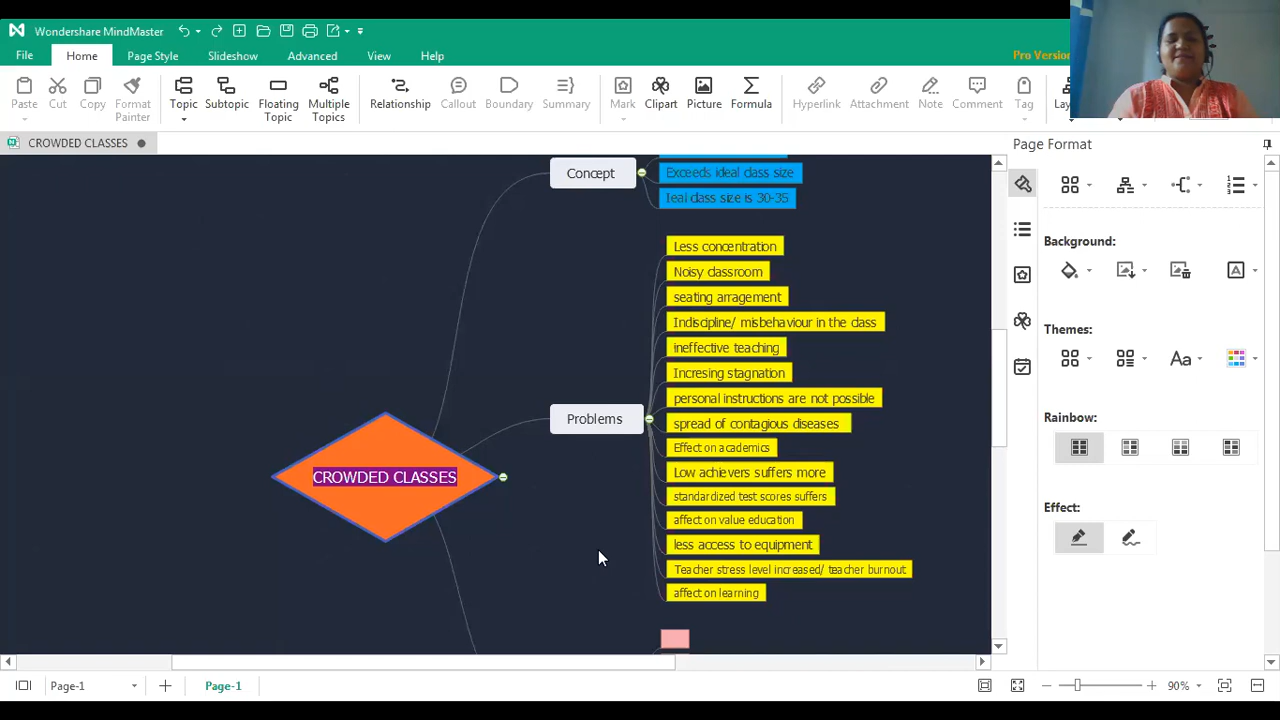 Wondershare MindMaster
File
Home
Page Style
Slideshow
Advanced
View
Help
Pro Version
Paste
Cut
Copy
Format Painter
Topic
Subtopic
Floating Topic
Multiple Topics
Relationship
Callout
Boundary
Summary
Mark
Clipart
Picture
Formula
Hyperlink
Attachment
Note
Comment
Tag
CROWDED CLASSES
Page Format
Concept
Exceeds ideal class size
Teal class size is 30-35
Problems
Less concentration
Noisy classroom
seating arragement
Indiscipline/ misbehaviour in the class
ineffective teaching
Incresing stagnation
personal instructions are not possible
spread of contagious diseases
Effect on academics
Low achievers suffers more
standardized test scores suffers
affect on value education
less access to equipment
Teacher stress level increased/ teacher burnout
affect on learning
CROWDED CLASSES
Background:
Themes:
Aa
Rainbow:
Effect:
Page-1
Page-1
90%